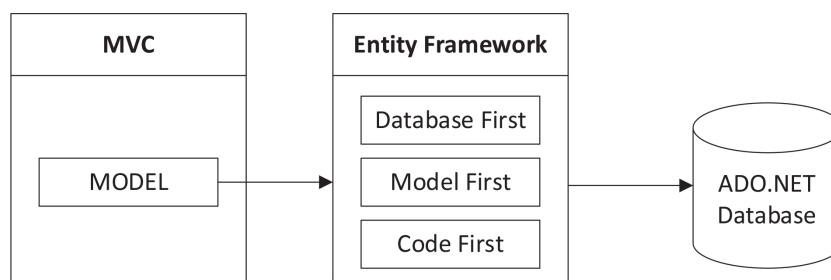 MVC
MODEL
Entity Framework
Database First
Model First
Code First
ADO.NET
Database